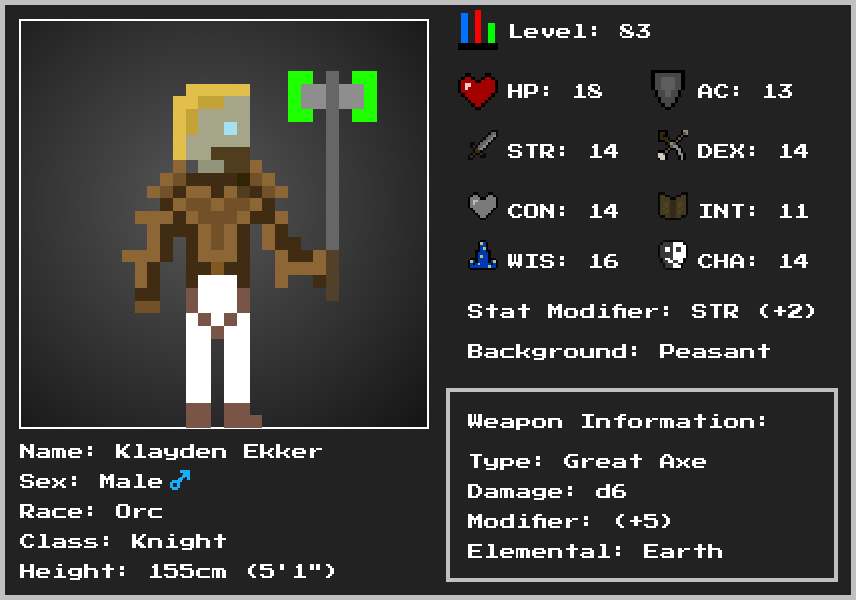 Level: 83
HP: 18
AC: 13
STR: 14
DEX: 14
CON: 14
INT: 11
WIS: 16
CHA: 14
Stat Modifier: STR (+2)
Background: Peasant
Name: Klayden Ekker
Sex: Male♂
Race: Orc
Class: Knight
Height: 155cm (5'1")
Weapon Information:
Type: Great Axe
Damage: d6
Modifier: (+5)
Elemental: Earth